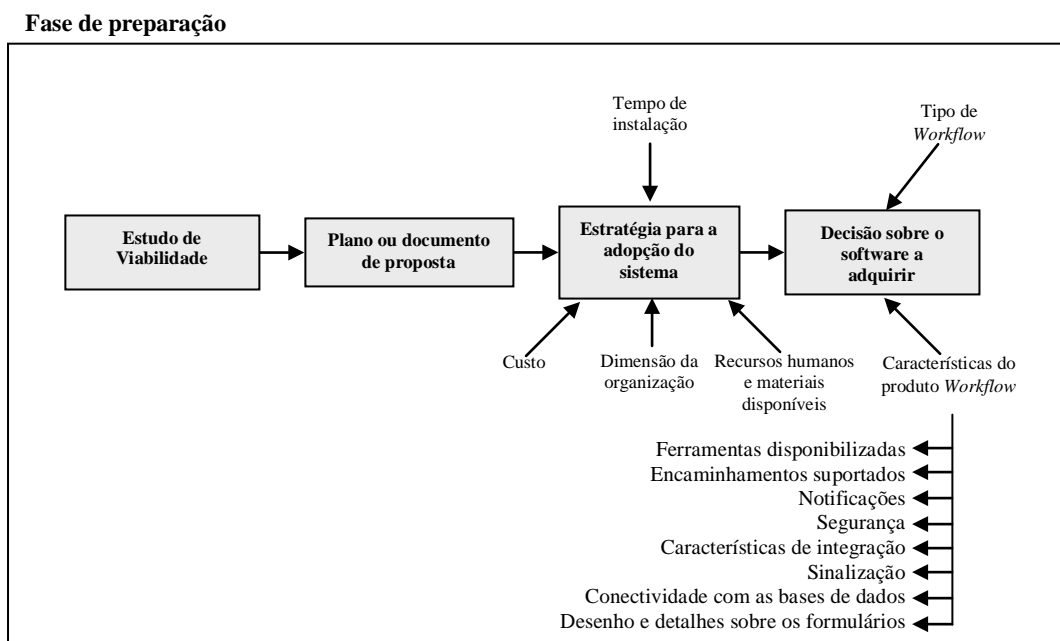 Fase de preparação
Tempo de
instalação
Tipo de
Workflow
Estudo de
Viabilidade
Plano ou documento
de proposta
Estratégia para a
adopção do
sistema
Decisão sobre o
software a
adquirir
Custo
Dimensão da
organização
Recursos humanos
e materiais
disponíveis
Características do
produto Workflow
Ferramentas disponibilizadas
Encaminhamentos suportados
Notificações
Segurança
Características de integração
Sinalização
Conectividade com as bases de dados
Desenho e detalhes sobre os formulários